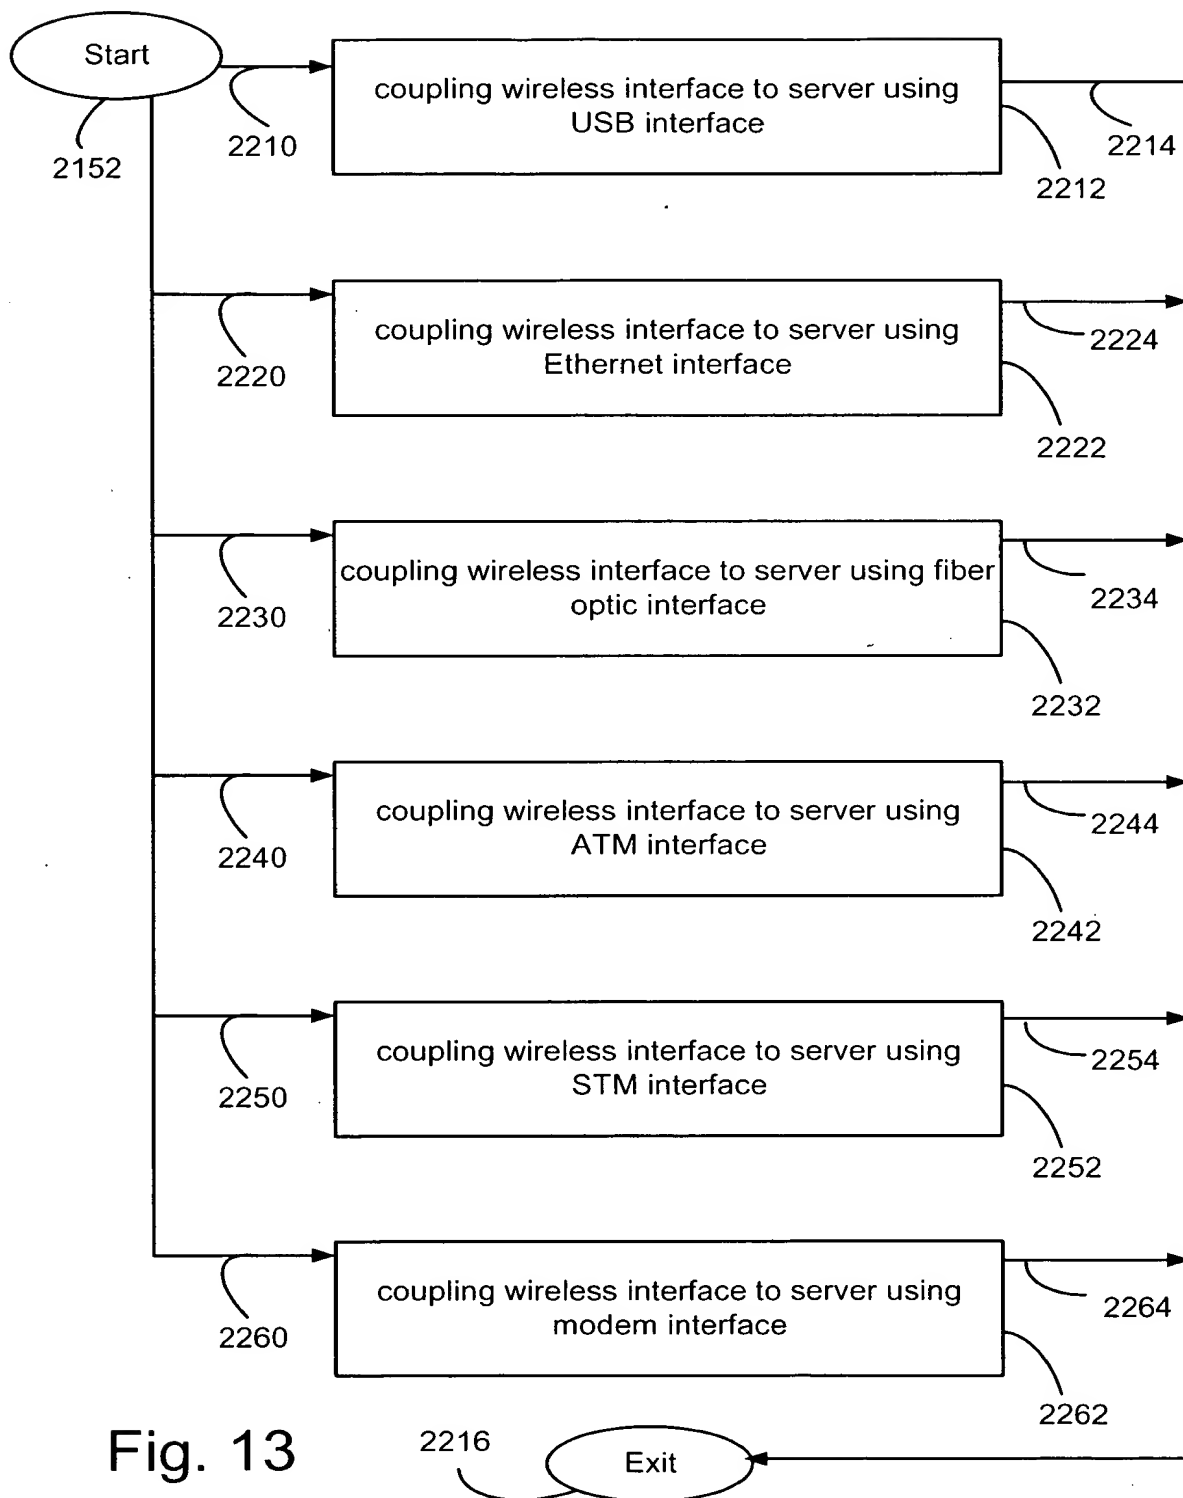 Start
2152
2210
coupling wireless interface to server using
USB interface
2212
2214
2220
coupling wireless interface to server using
Ethernet interface
2224
2222
2230
coupling wireless interface to server using fiber
optic interface
2234
2232
2240
coupling wireless interface to server using
ATM interface
2244
2242
2250
coupling wireless interface to server using
STM interface
2254
2252
2260
coupling wireless interface to server using
modem interface
2264
2262
Fig. 13
2216
Exit